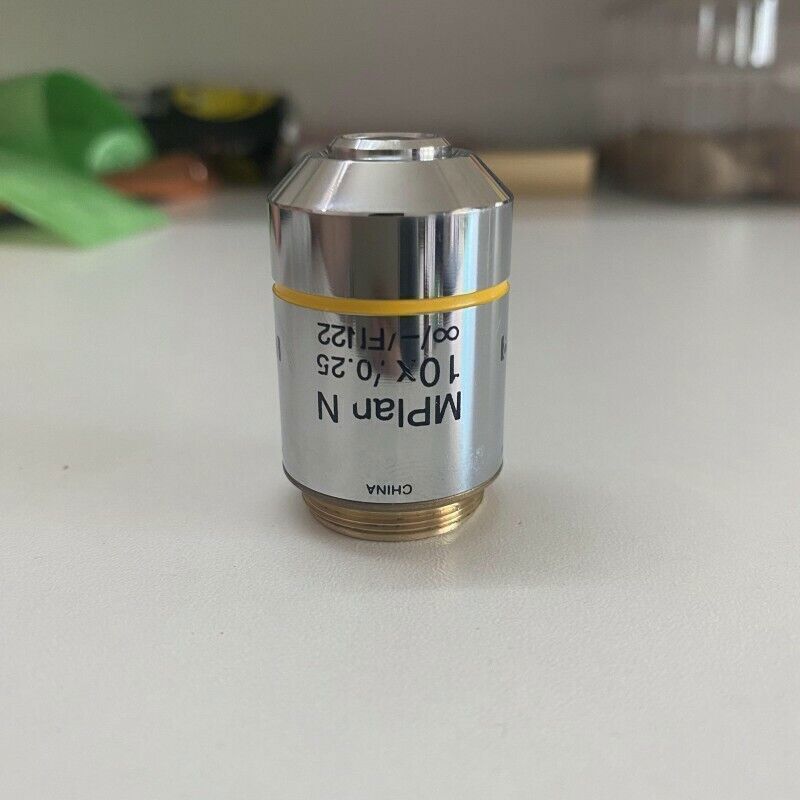 MPlan N
10x/0.25
∞/–/FN22
CHINA